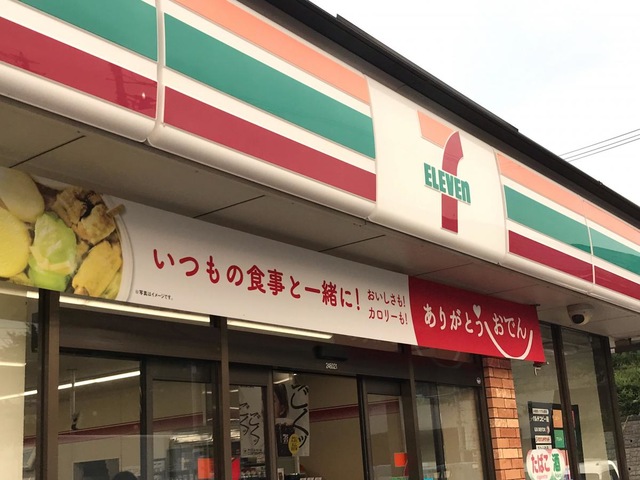 7
ELEVEN
いつもの食事と一緒に!
おいしさも!
カロリーも!
ありがとうおでん
※写真はイメージです。
245021
たばこ 酒